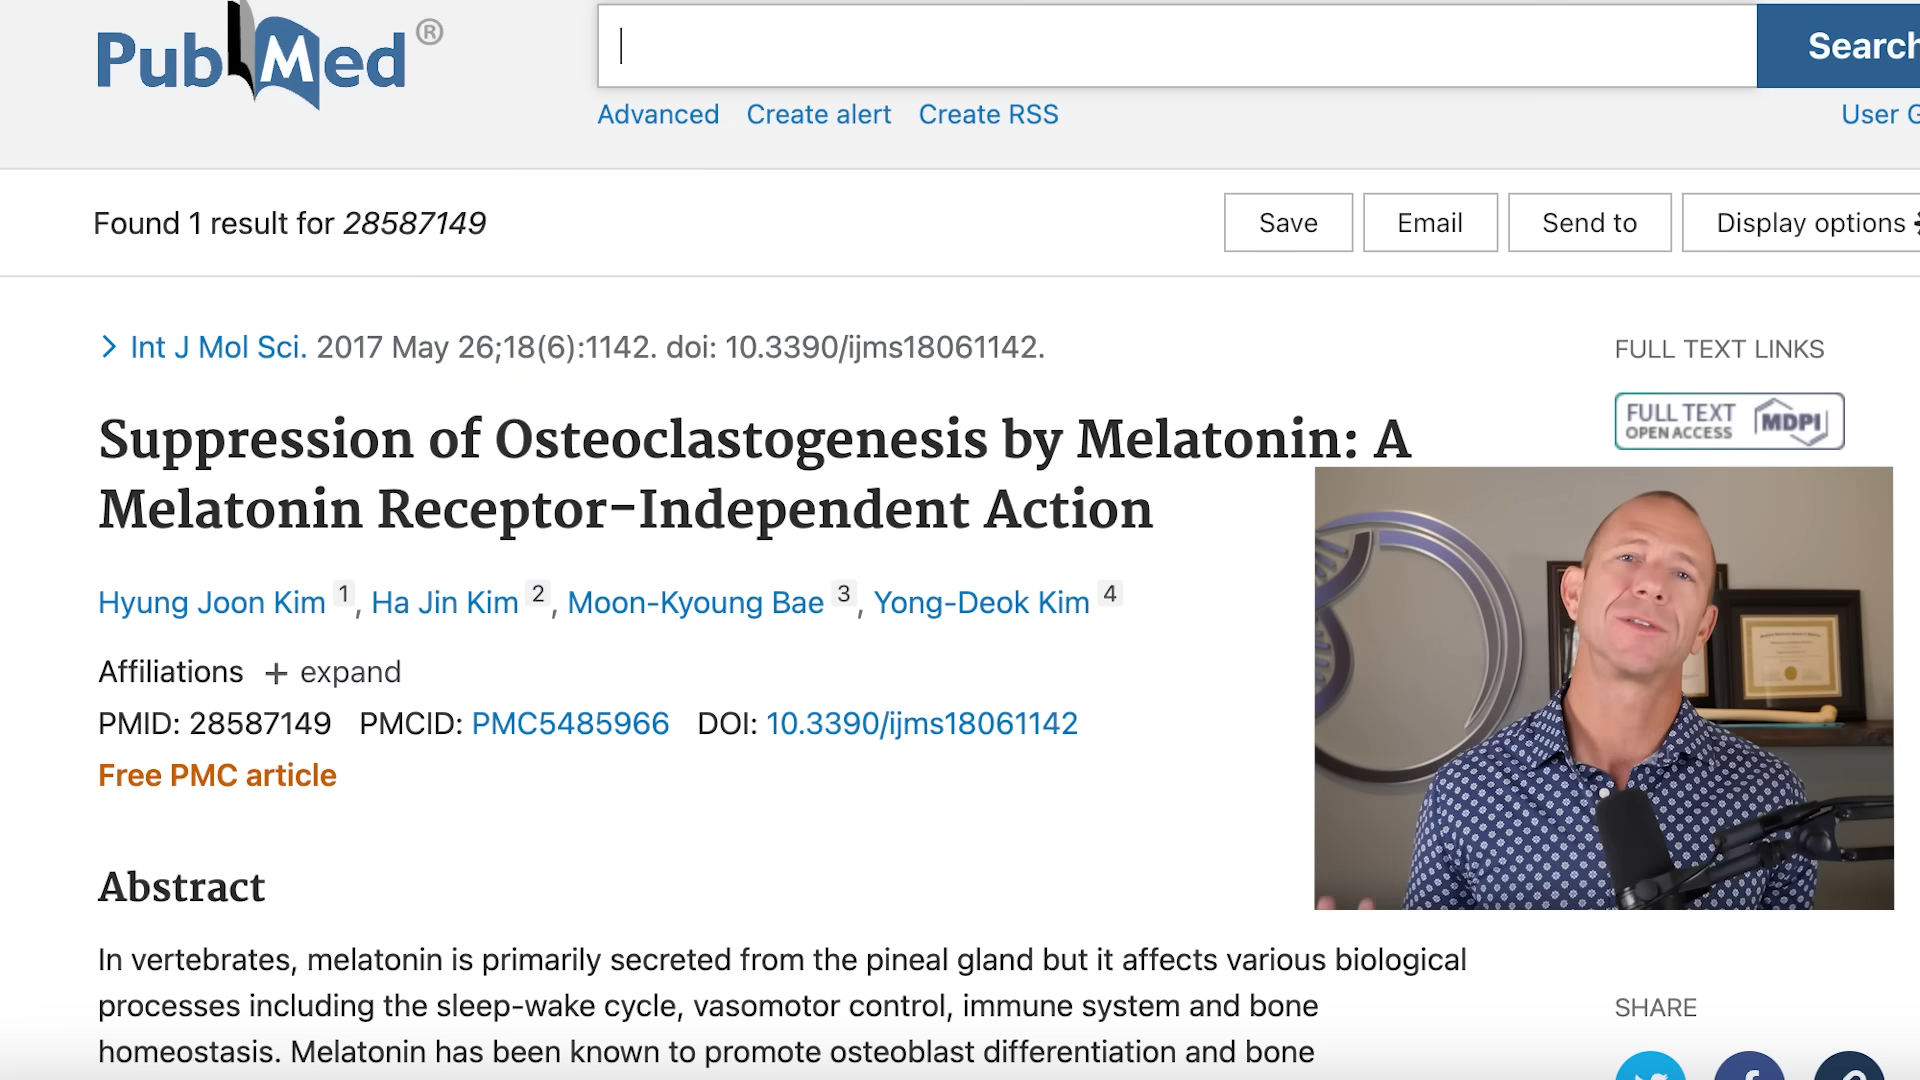 PubMed®
Search
Advanced Create alert Create RSS
User G
Found 1 result for 28587149
Save Email Send to Display options
Int J Mol Sci. 2017 May 26;18(6):1142. doi: 10.3390/ijms18061142.
FULL TEXT LINKS
FULL TEXT
OPEN ACCESS
MDPI
Suppression of Osteoclastogenesis by Melatonin: A
Melatonin Receptor-Independent Action
Hyung Joon Kim 1, Ha Jin Kim 2, Moon-Kyoung Bae 3, Yong-Deok Kim 4
Affiliations + expand
PMID: 28587149 PMCID: PMC5485966 DOI: 10.3390/ijms18061142
Free PMC article
Abstract
In vertebrates, melatonin is primarily secreted from the pineal gland but it affects various biological
processes including the sleep-wake cycle, vasomotor control, immune system and bone
homeostasis. Melatonin has been known to promote osteoblast differentiation and bone
SHARE